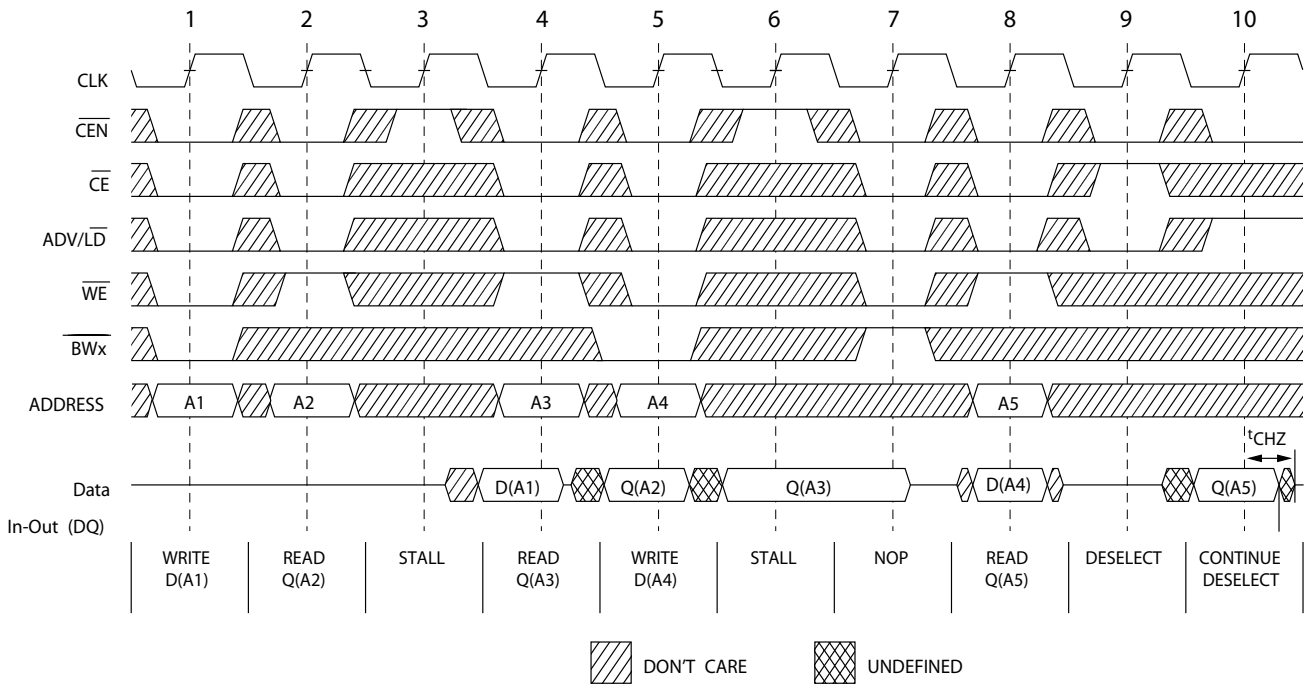 1 2 3 4 5 6 7 8 9 10
CLK
CEN
CE
ADV/LD
WE
BWx
ADDRESS A1 A2 A3 A4 A5
tCHZ
Data D(A1) Q(A2) Q(A3) D(A4) Q(A5)
In-Out (DQ)
WRITE READ STALL READ WRITE STALL NOP READ DESELECT CONTINUE
D(A1) Q(A2) Q(A3) D(A4) Q(A5) DESELECT
DON'T CARE UNDEFINED